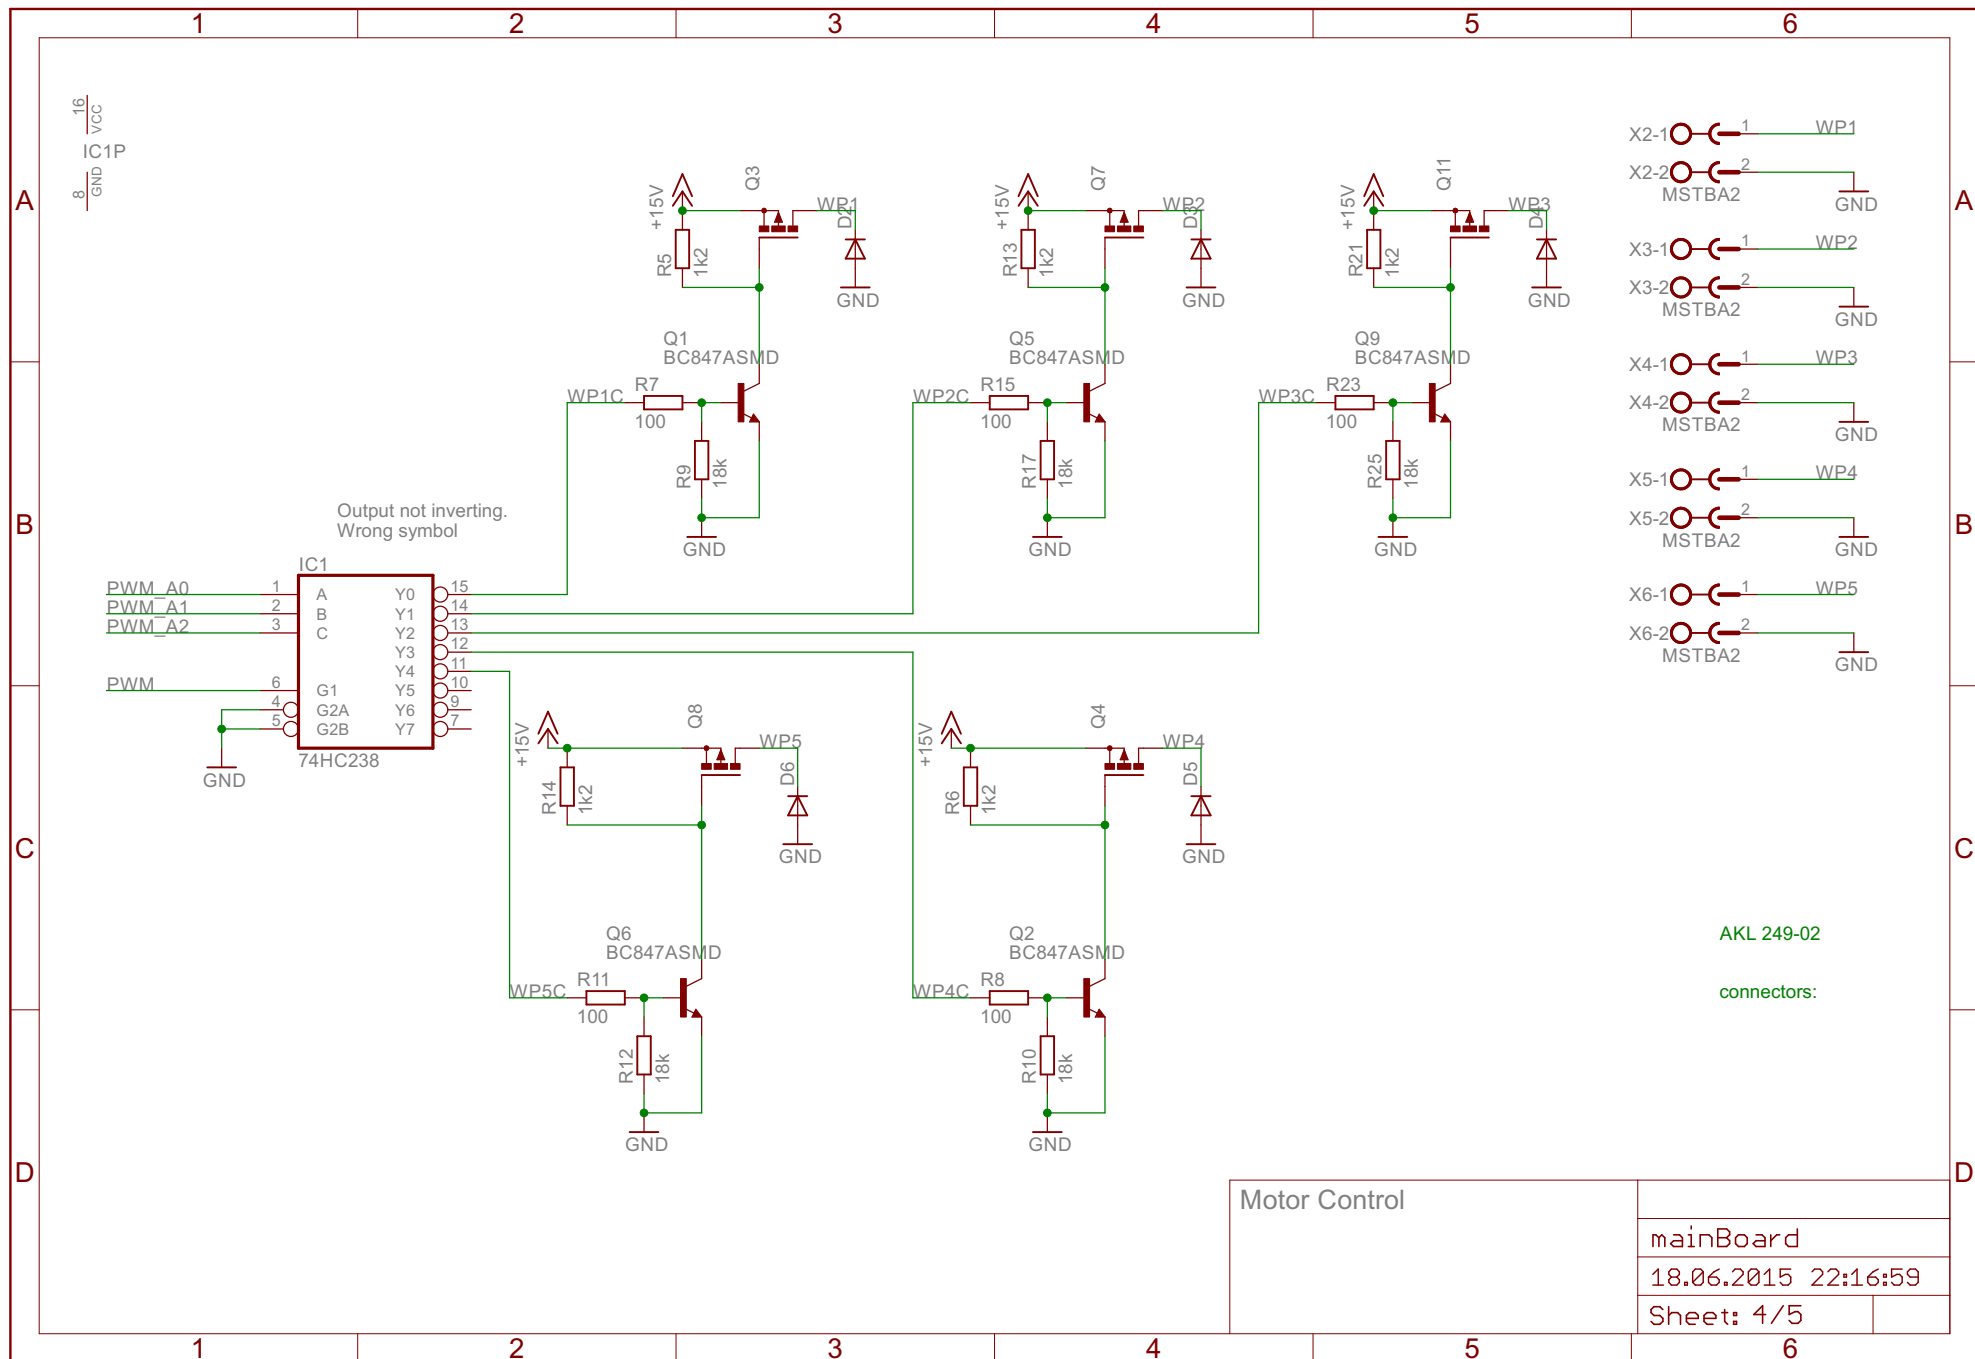 1 2 3 4 5 6
A
B
C
D
A
B
C
D
1 2 3 4 5 6
16
VCC
IC1P
8
GND
+15V
Q3
WP1
D2
R5
1k2
GND
Q1
BC847ASMD
WP1C
R7
100
R9
18k
GND
+15V
Q7
WP2
D3
R13
1k2
GND
Q5
BC847ASMD
WP2C
R15
100
R17
18k
GND
+15V
Q11
WP3
D4
R21
1k2
GND
Q9
BC847ASMD
WP3C
R23
100
R25
18k
GND
X2-1 1 WP1
X2-2 2
MSTBA2
GND
X3-1 1 WP2
X3-2 2
MSTBA2
GND
X4-1 1 WP3
X4-2 2
MSTBA2
GND
X5-1 1 WP4
X5-2 2
MSTBA2
GND
X6-1 1 WP5
X6-2 2
MSTBA2
GND
Output not inverting.
Wrong symbol
IC1
PWM_A0 1 A Y0 15
PWM_A1 2 B Y1 14
PWM_A2 3 C Y2 13
Y3 12
Y4 11
PWM 6 G1 Y5 10
4 G2A Y6 9
5 G2B Y7 7
74HC238
GND
+15V
Q8
WP5
D6
R14
1k2
GND
Q6
BC847ASMD
WP5C
R11
100
R12
18k
GND
+15V
Q4
WP4
D5
R6
1k2
GND
Q2
BC847ASMD
WP4C
R8
100
R10
18k
GND
AKL 249-02
connectors:
Motor Control
mainBoard
18.06.2015 22:16:59
Sheet: 4/5